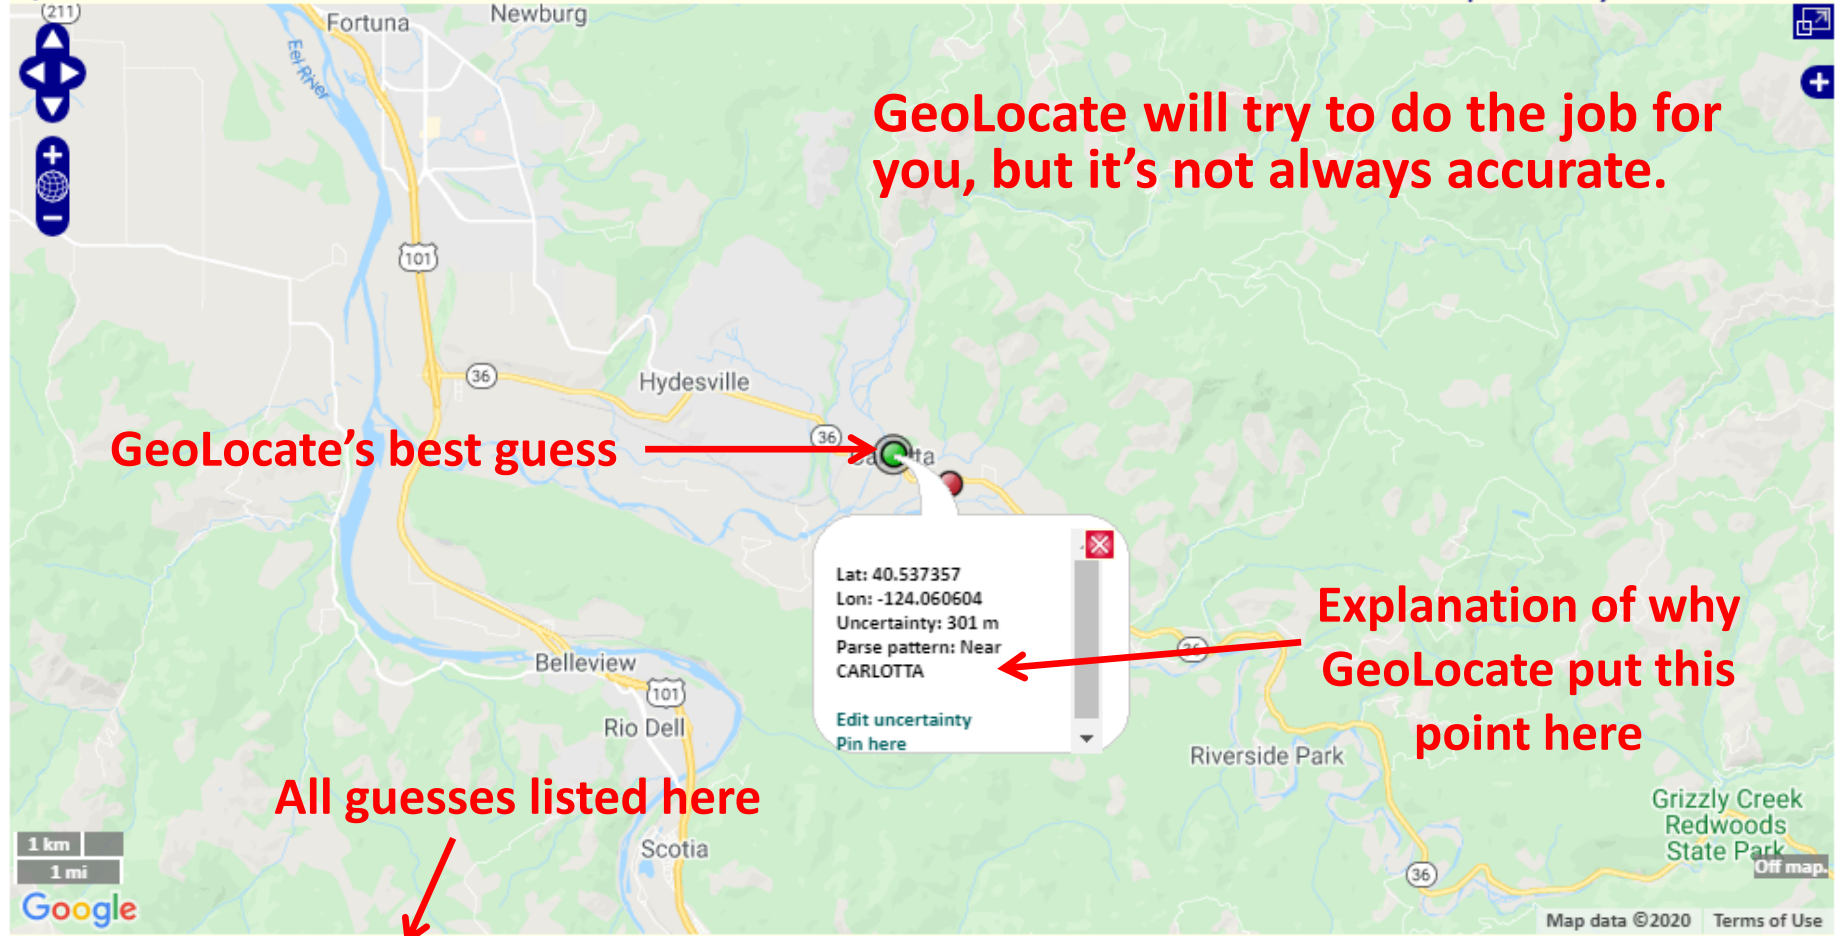 211
Fortuna
Newburg
Eel River
GeoLocate will try to do the job for
you, but it’s not always accurate.
101
36
Hydesville
GeoLocate’s best guess
36
Lat: 40.537357
Lon: -124.060604
Uncertainty: 301 m
Parse pattern: Near
CARLOTTA
Edit uncertainty
Pin here
Explanation of why
GeoLocate put this
point here
36
Belleview
101
Rio Dell
Riverside Park
All guesses listed here
Grizzly Creek
Redwoods
State Park
Off map.
Scotia
1 km
1 mi
36
Google
Map data ©2020 Terms of Use